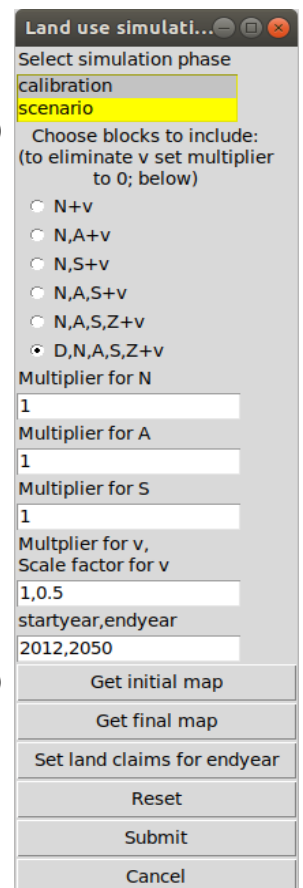 Land use simulati...
Select simulation phase
calibration
scenario
Choose blocks to include:
(to eliminate v set multiplier
to 0; below)
N+v
N,A+v
N,S+v
N,A,S+v
N,A,S,Z+v
D,N,A,S,Z+v
Multiplier for N
1
Multiplier for A
1
Multiplier for S
1
Multplier for v,
Scale factor for v
1,0.5
startyear,endyear
2012,2050
Get initial map
Get final map
Set land claims for endyear
Reset
Submit
Cancel